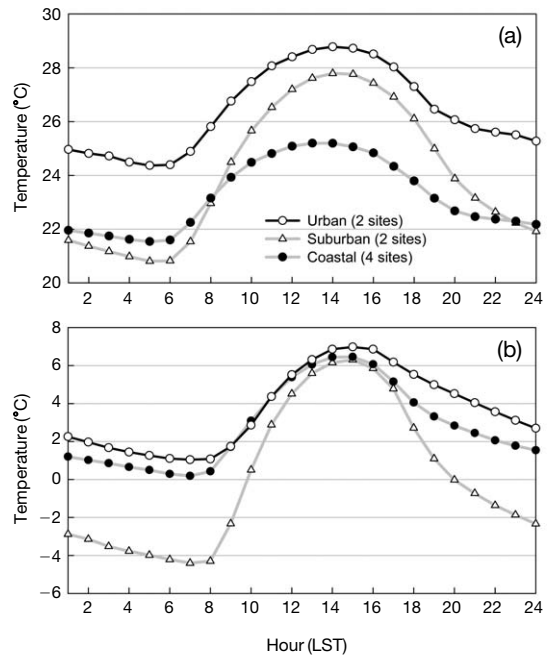 (a)
30
28
26
24
22
20
Temperature (°C)
Urban (2 sites)
Suburban (2 sites)
Coastal (4 sites)
2 4 6 8 10 12 14 16 18 20 22 24
(b)
8
6
4
2
0
−2
−4
−6
Temperature (°C)
2 4 6 8 10 12 14 16 18 20 22 24
Hour (LST)